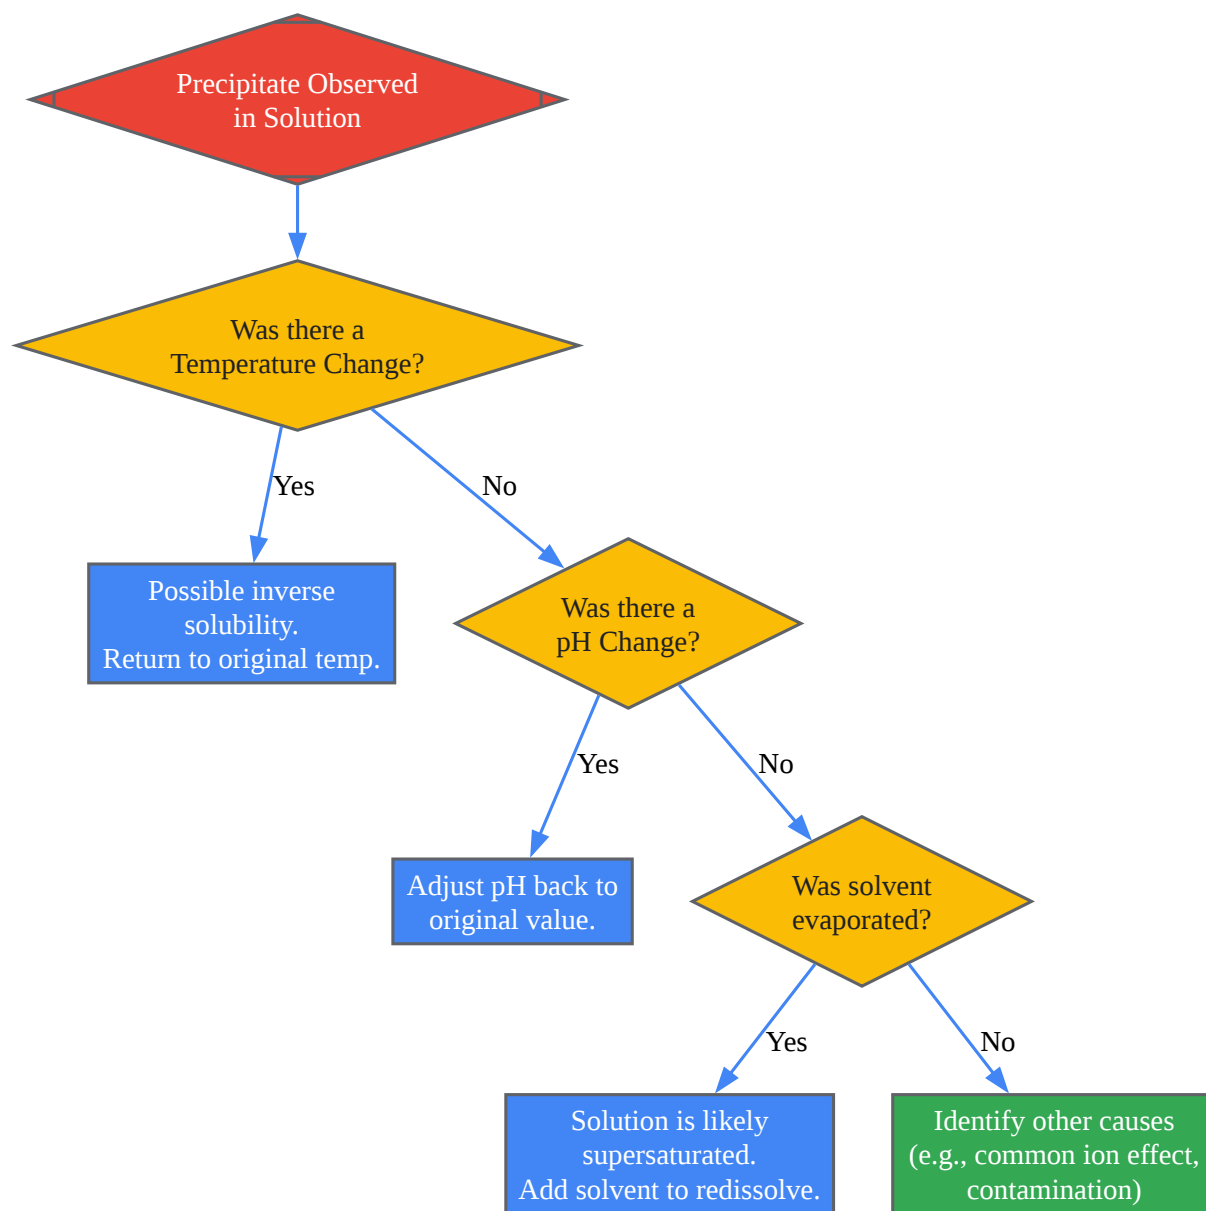 Precipitate Observed
in Solution
Was there a
Temperature Change?
Yes
No
Possible inverse
solubility.
Return to original temp.
Was there a
pH Change?
Yes
No
Adjust pH back to
original value.
Was solvent
evaporated?
Yes
No
Solution is likely
supersaturated.
Add solvent to redissolve.
Identify other causes
(e.g., common ion effect,
contamination)